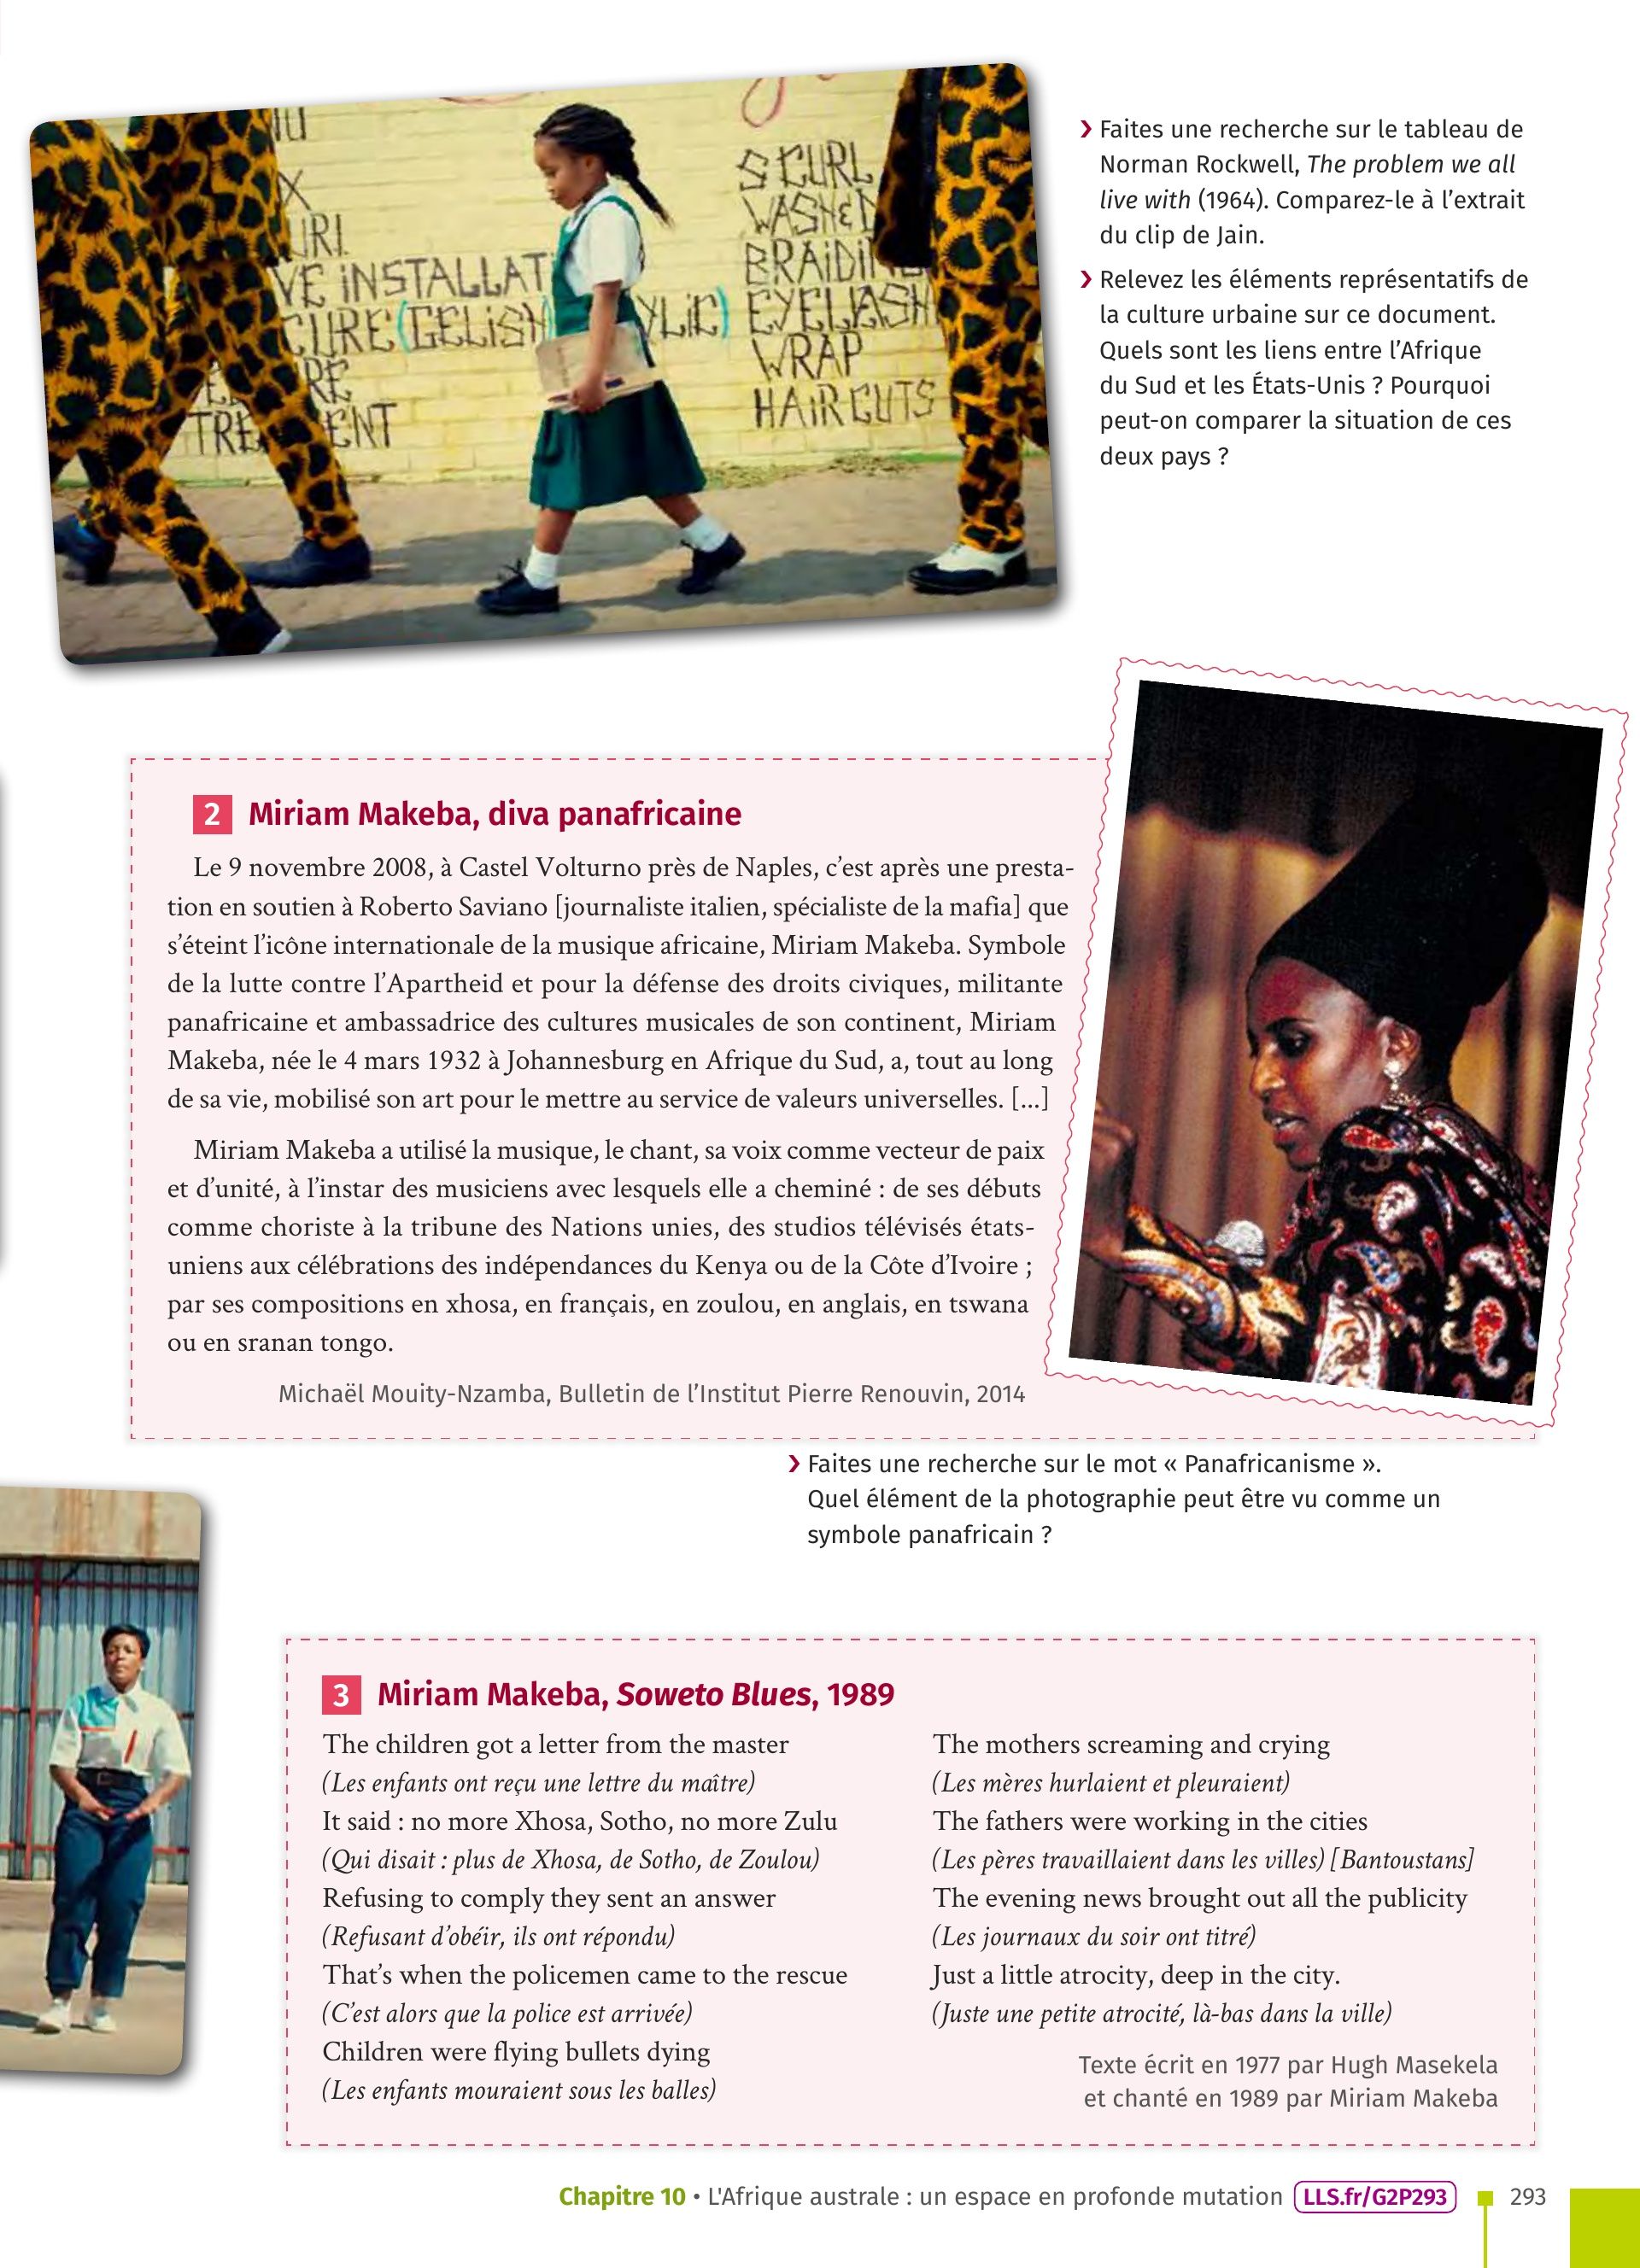 S CURL
WASH &
BRAIDIN
VE iNSTALLAT
CURE (GELISH YLiC) EYELASH
WRAP
HAiRCUTS
› Faites une recherche sur le tableau de
Norman Rockwell, The problem we all
live with (1964). Comparez-le à l’extrait
du clip de Jain.
› Relevez les éléments représentatifs de
la culture urbaine sur ce document.
Quels sont les liens entre l’Afrique
du Sud et les États-Unis ? Pourquoi
peut-on comparer la situation de ces
deux pays ?
2 Miriam Makeba, diva panafricaine
Le 9 novembre 2008, à Castel Volturno près de Naples, c’est après une presta-
tion en soutien à Roberto Saviano [journaliste italien, spécialiste de la mafia] que
s’éteint l’icône internationale de la musique africaine, Miriam Makeba. Symbole
de la lutte contre l’Apartheid et pour la défense des droits civiques, militante
panafricaine et ambassadrice des cultures musicales de son continent, Miriam
Makeba, née le 4 mars 1932 à Johannesburg en Afrique du Sud, a, tout au long
de sa vie, mobilisé son art pour le mettre au service de valeurs universelles. [...]
Miriam Makeba a utilisé la musique, le chant, sa voix comme vecteur de paix
et d’unité, à l’instar des musiciens avec lesquels elle a cheminé : de ses débuts
comme choriste à la tribune des Nations unies, des studios télévisés états-
uniens aux célébrations des indépendances du Kenya ou de la Côte d’Ivoire ;
par ses compositions en xhosa, en français, en zoulou, en anglais, en tswana
ou en sranan tongo.
Michaël Mouity-Nzamba, Bulletin de l’Institut Pierre Renouvin, 2014
› Faites une recherche sur le mot « Panafricanisme ».
Quel élément de la photographie peut être vu comme un
symbole panafricain ?
3 Miriam Makeba, Soweto Blues, 1989
The children got a letter from the master
(Les enfants ont reçu une lettre du maître)
It said : no more Xhosa, Sotho, no more Zulu
(Qui disait : plus de Xhosa, de Sotho, de Zoulou)
Refusing to comply they sent an answer
(Refusant d’obéir, ils ont répondu)
That’s when the policemen came to the rescue
(C’est alors que la police est arrivée)
Children were flying bullets dying
(Les enfants mouraient sous les balles)
The mothers screaming and crying
(Les mères hurlaient et pleuraient)
The fathers were working in the cities
(Les pères travaillaient dans les villes) [Bantoustans]
The evening news brought out all the publicity
(Les journaux du soir ont titré)
Just a little atrocity, deep in the city.
(Juste une petite atrocité, là-bas dans la ville)
Texte écrit en 1977 par Hugh Masekela
et chanté en 1989 par Miriam Makeba
Chapitre 10 • L'Afrique australe : un espace en profonde mutation LLS.fr/G2P293 293